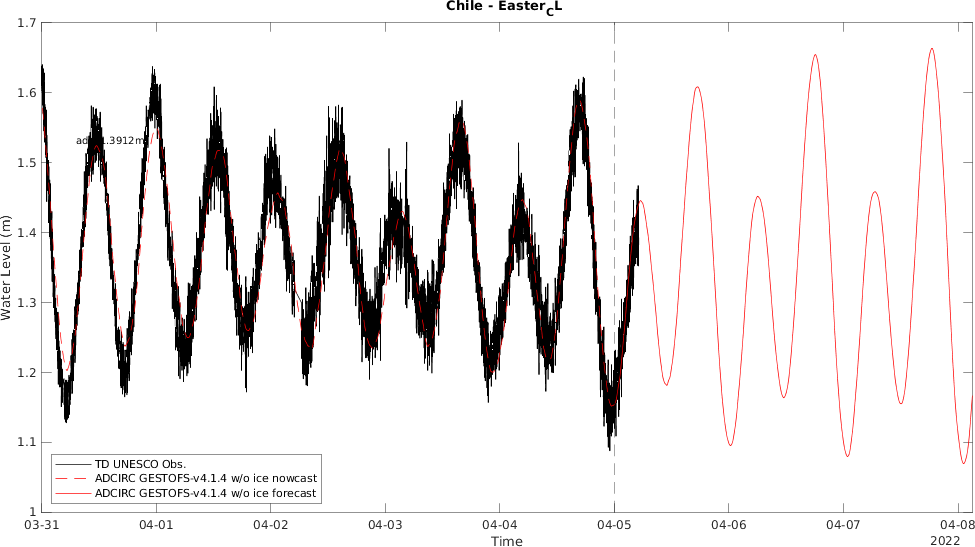 Chile - Easter_CL
1.7
1.6
1.5
1.4
1.3
1.2
1.1
1
Water Level (m)
1.3912m
TD UNESCO Obs.
ADCIRC GESTOFS-v4.1.4 w/o ice nowcast
ADCIRC GESTOFS-v4.1.4 w/o ice forecast
03-31
04-01
04-02
04-03
04-04
04-05
04-06
04-07
04-08
Time
2022